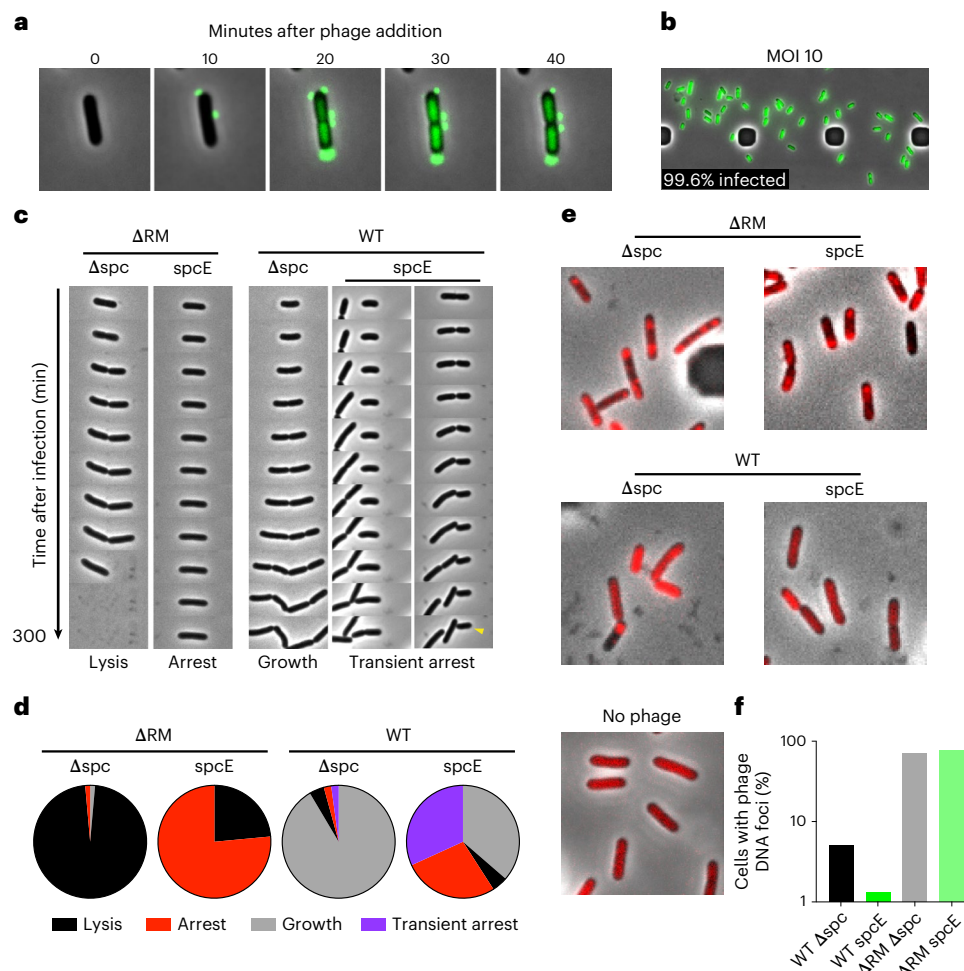 a
Minutes after phage addition
0 10 20 30 40
b
MOI 10
99.6% infected
c
ΔRM WT
Δspc spcE Δspc spcE
Time after infection (min)
300
Lysis Arrest Growth Transient arrest
d
ΔRM WT
Δspc spcE Δspc spcE
Lysis Arrest Growth Transient arrest
e
ΔRM
Δspc spcE
WT
Δspc spcE
No phage
f
Cells with phage
DNA foci (%)
100
10
1
WT Δspc
WT spcE
ΔRM Δspc
ΔRM spcE